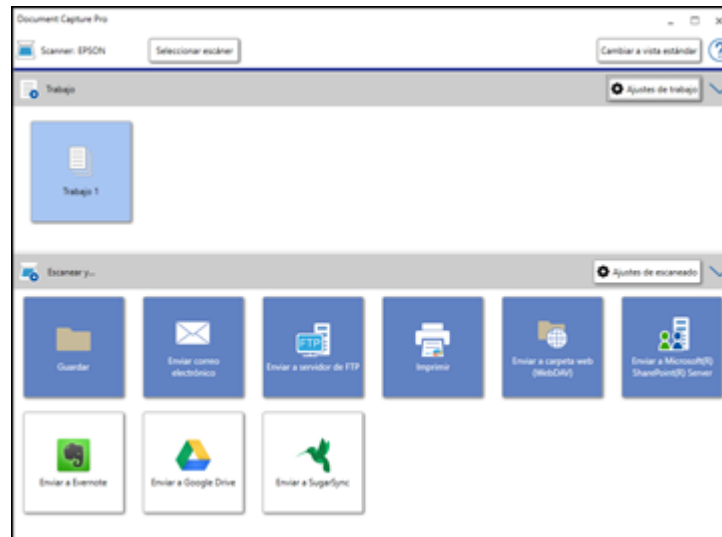 Document Capture Pro
Scanner: EPSON
Seleccionar escáner
Cambiar a vista estándar
?
Trabajo
Ajustes de trabajo
Trabajo 1
Escanear y...
Ajustes de escaneado
Guardar
Enviar correo
electrónico
FTP
Enviar a servidor de FTP
Imprimir
Enviar a carpeta web
(WebDAV)
Enviar a Microsoft(R)
SharePoint(R) Server
Enviar a Evernote
Enviar a Google Drive
Enviar a SugarSync